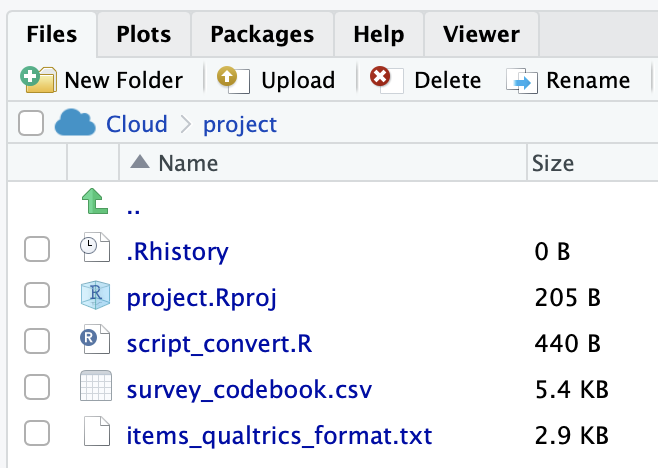 Files Plots Packages Help Viewer
New Folder Upload Delete Rename
Cloud project
Name Size
..
.Rhistory 0 B
project.Rproj 205 B
script_convert.R 440 B
survey_codebook.csv 5.4 KB
items_qualtrics_format.txt 2.9 KB